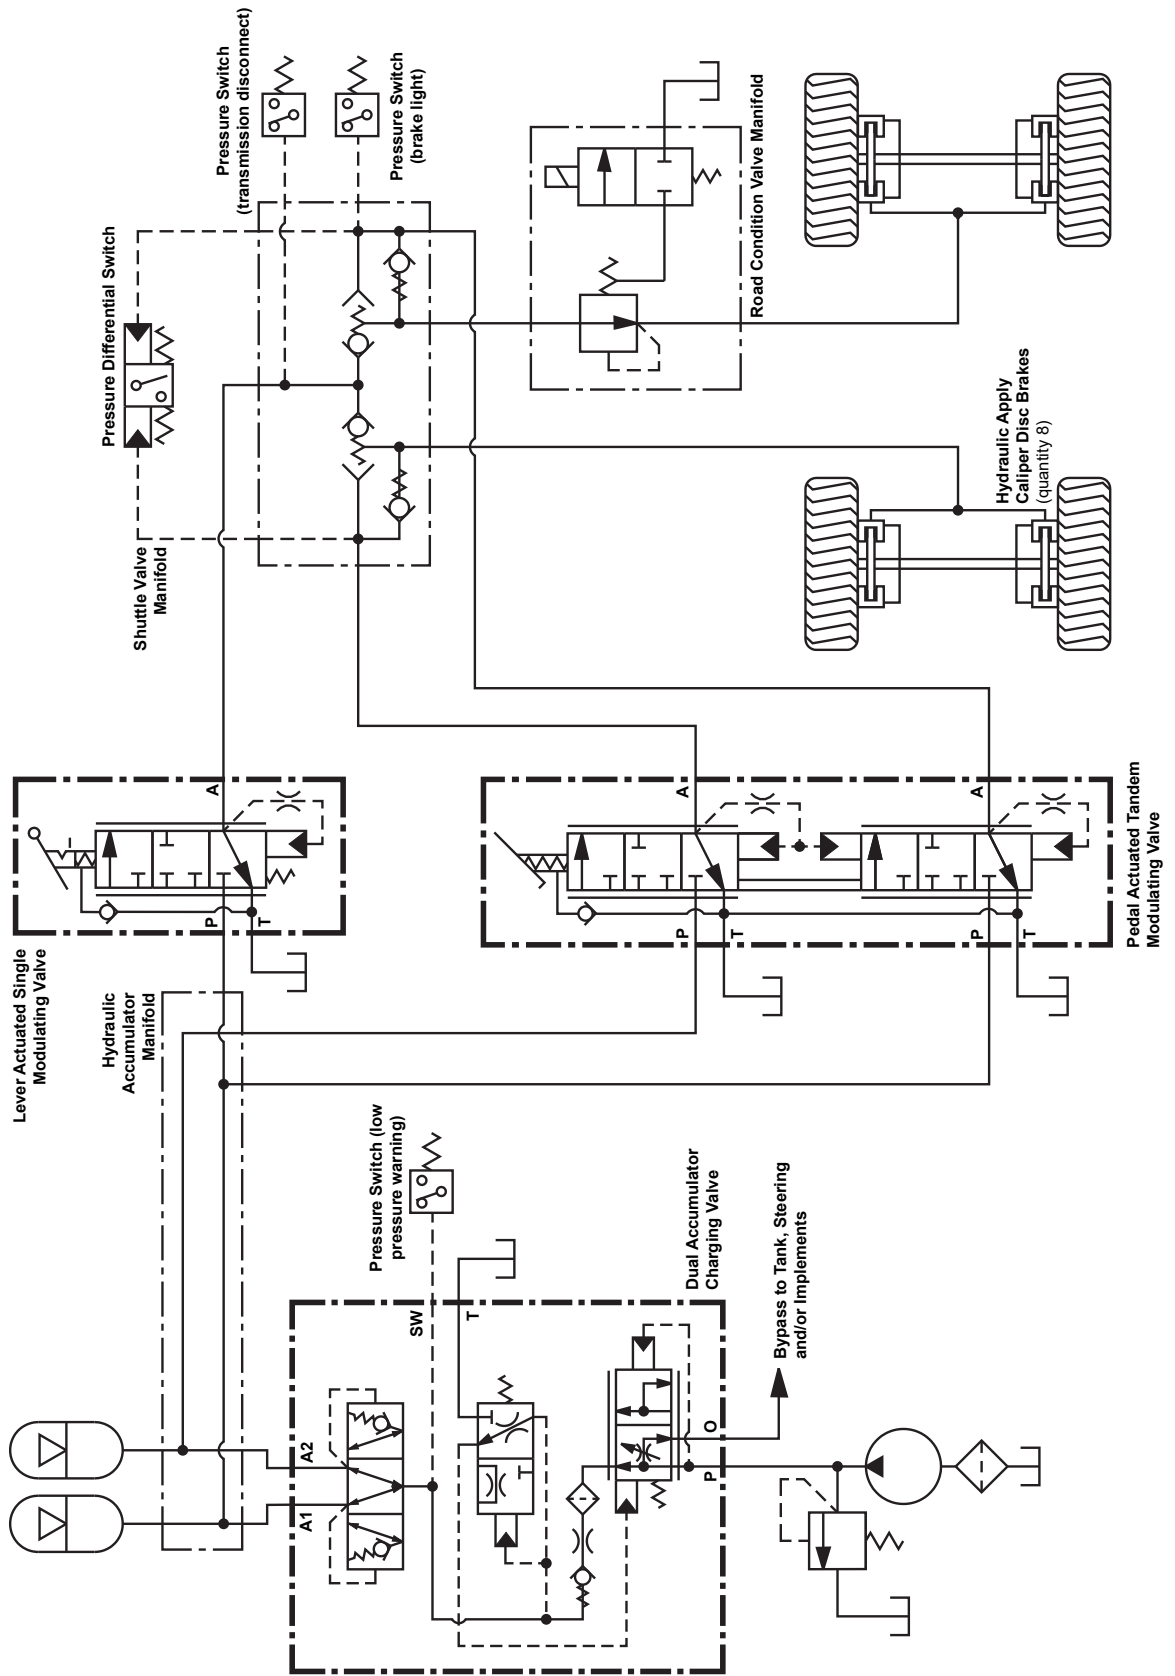 Pressure Switch
(transmission disconnect)
Pressure Switch
(brake light)
Pressure Differential Switch
Shuttle Valve
Manifold
Road Condition Valve Manifold
Hydraulic Apply
Caliper Disc Brakes
(quantity 8)
Lever Actuated Single
Modulating Valve
A
P
T
Pedal Actuated Tandem
Modulating Valve
A
P
T
A
P
T
Hydraulic
Accumulator
Manifold
Pressure Switch (low
pressure warning)
Dual Accumulator
Charging Valve
A1
A2
SW
T
P
O
Bypass to Tank, Steering
and/or Implements